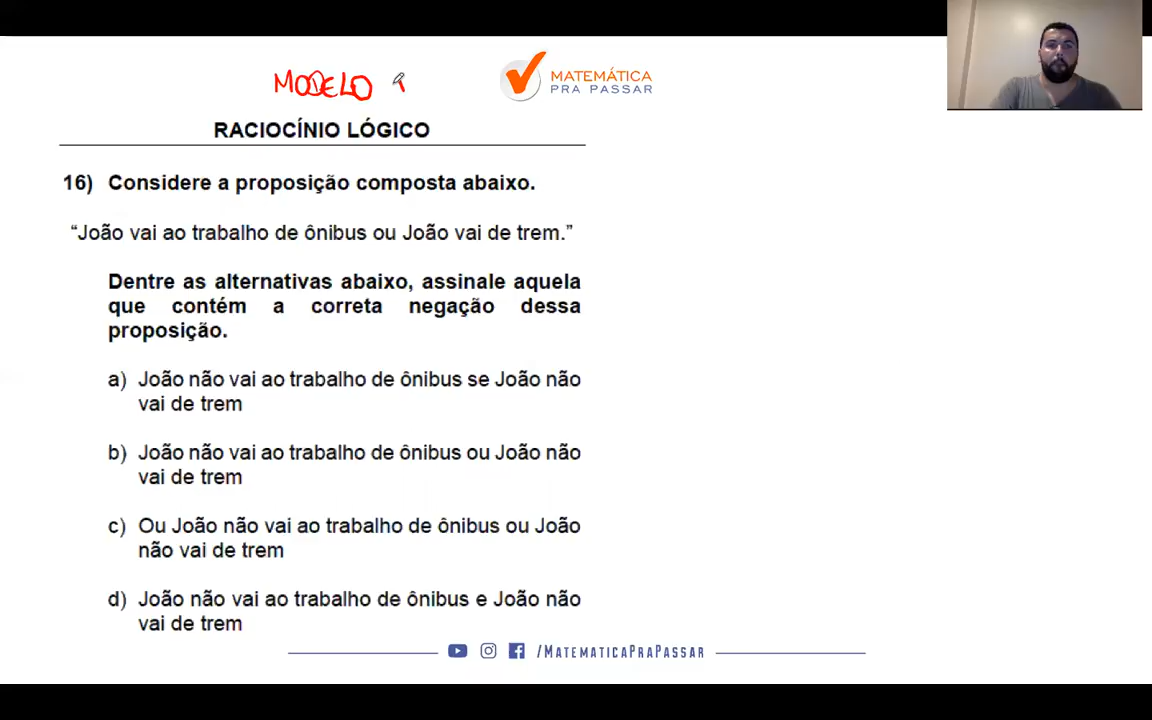 MODELO
MATEMÁTICA
PRA PASSAR
RACIOCÍNIO LÓGICO
16) Considere a proposição composta abaixo.
“João vai ao trabalho de ônibus ou João vai de trem.”
Dentre as alternativas abaixo, assinale aquela
que contém a correta negação dessa
proposição.
a) João não vai ao trabalho de ônibus se João não
vai de trem
b) João não vai ao trabalho de ônibus ou João não
vai de trem
c) Ou João não vai ao trabalho de ônibus ou João
não vai de trem
d) João não vai ao trabalho de ônibus e João não
vai de trem
/MATEMATICAPRAPASSAR